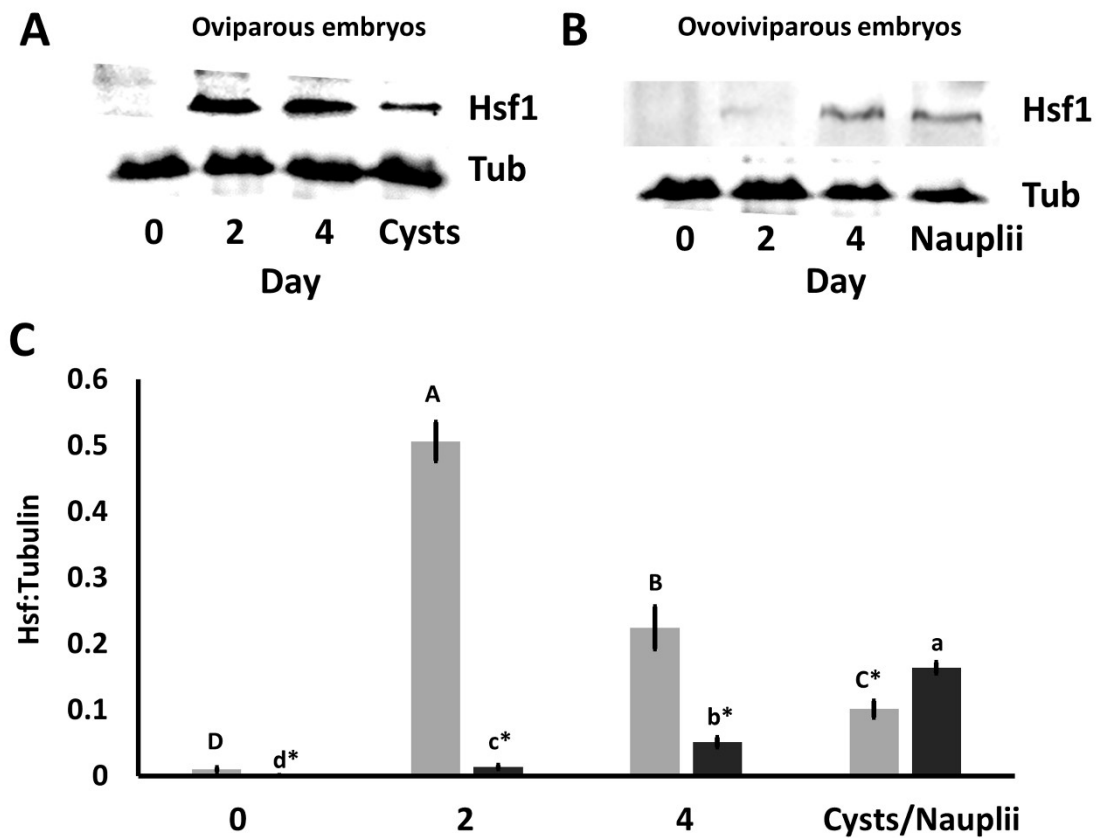 A
Oviparous embryos
Hsf1
Tub
0 2 4 Cysts
Day
B
Ovoviviparous embryos
Hsf1
Tub
0 2 4 Nauplii
Day
C
Hsf:Tubulin
0.6
0.5
0.4
0.3
0.2
0.1
0
D d* A c* B b* C* a
0 2 4 Cysts/Nauplii